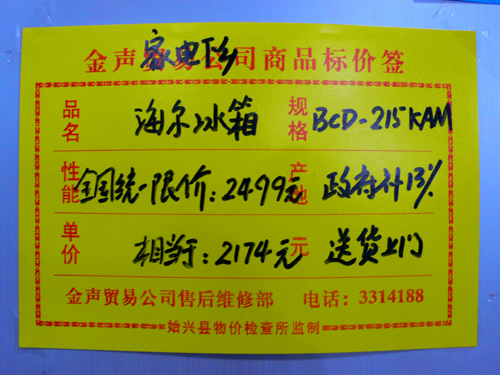 家电下乡
金声贸易公司商品标价签
品名 海尔冰箱 规格 BCD-215KAM
性能 全国统一限价:2499元 产地 政府补13%
单价 相当于:2174元 元 送货上门
金声贸易公司售后维修部 电话:3314188
始兴县物价检查所监制